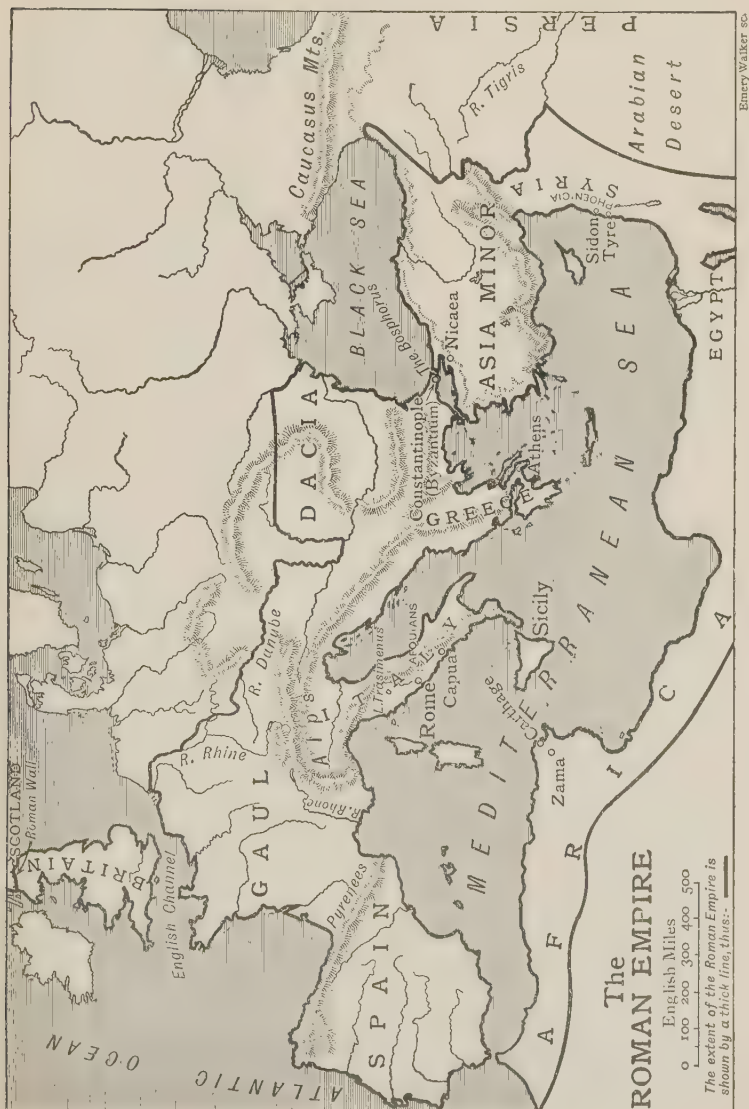 The
ROMAN EMPIRE
English Miles
0 100 200 300 400 500
The extent of the Roman Empire is
shown by a thick line, thus:-
SCOTLAND
Roman Wall
BRITAIN
English Channel
ATLANTIC OCEAN
GAUL
R. Rhine
R. Danube
R. Rhone
Alps
Pyrenees
SPAIN
ITALY
L. Trasimenus
APULIANS
Rome
Capua
Sicily
Carthage
Zama
AFRICA
MEDITERRANEAN SEA
DACIA
GREECE
Athens
Constantinople
(Byzantium)
The Bosphorus
Nicaea
BLACK SEA
Caucasus Mts.
ASIA MINOR
SYRIA
PHOENICIA
Sidon
Tyre
EGYPT
R. Tigris
PERSIA
Arabian
Desert
Emery Walker sc.